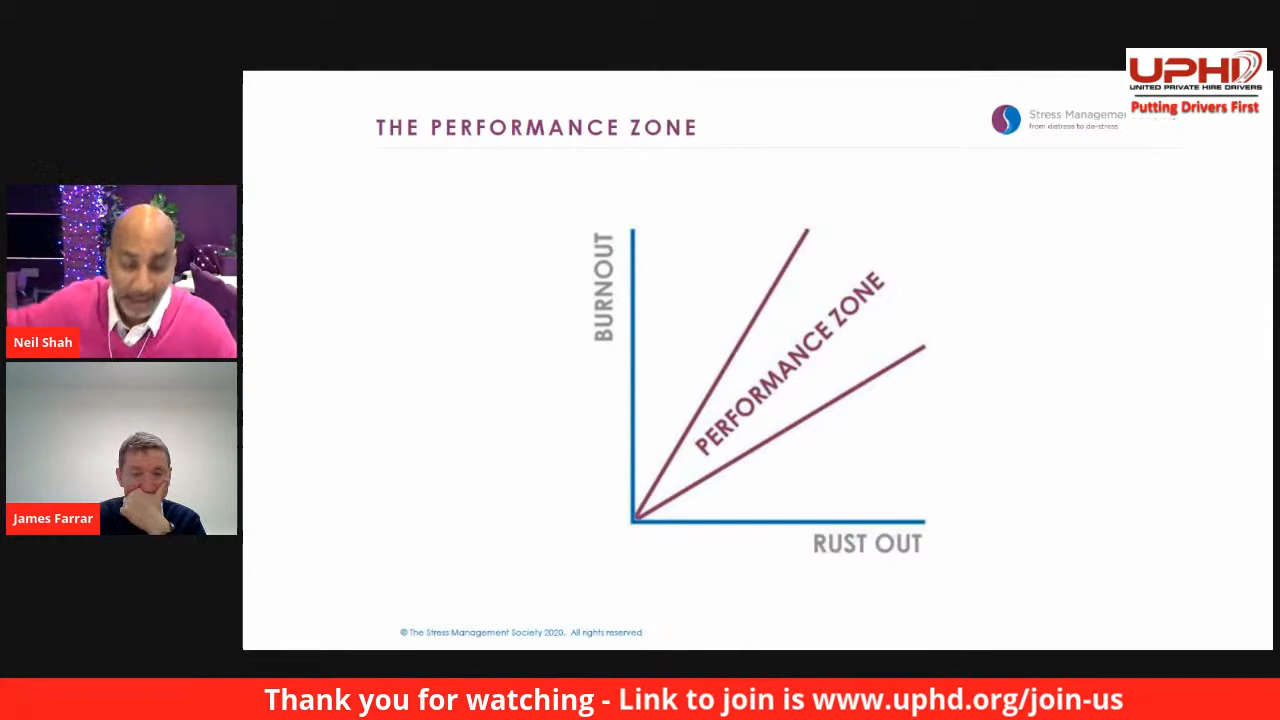 UPHD
UNITED PRIVATE HIRE DRIVERS
Putting Drivers First
THE PERFORMANCE ZONE
Stress Management
from distress to de-stress
BURNOUT
PERFORMANCE ZONE
RUST OUT
Neil Shah
James Farrar
© The Stress Management Society 2020. All rights reserved
Thank you for watching - Link to join is www.uphd.org/join-us